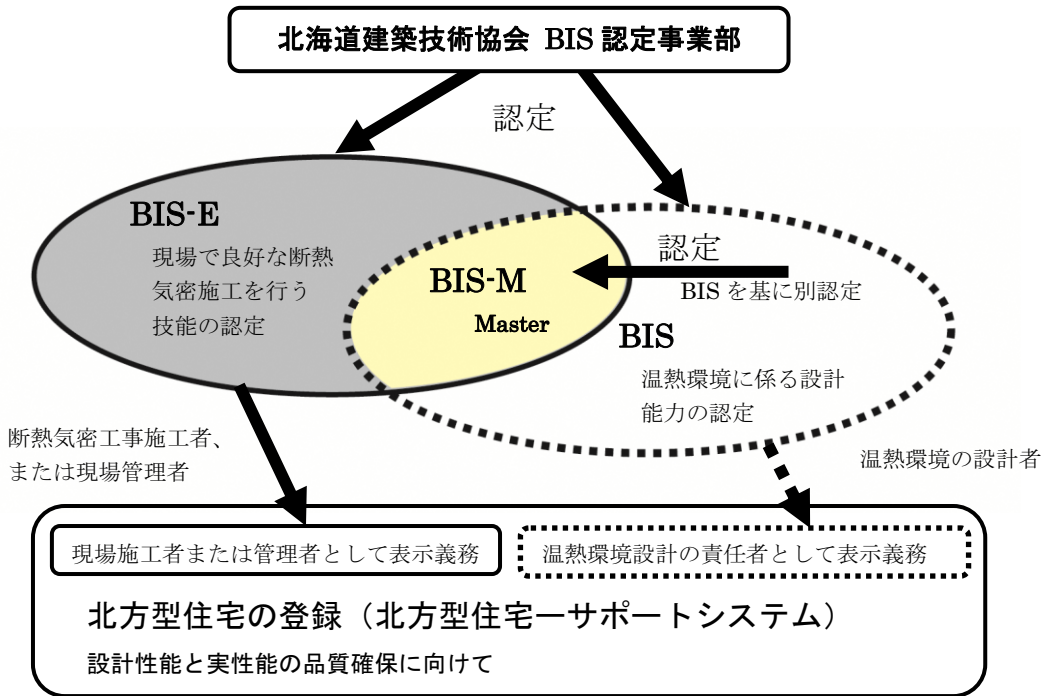 北海道建築技術協会 BIS 認定事業部
認定
BIS-E
現場で良好な断熱
気密施工を行う
技能の認定
BIS-M
Master
認定
BISを基に別認定
BIS
温熱環境に係る設計
能力の認定
断熱気密工事施工者、
または現場管理者
温熱環境の設計者
現場施工者または管理者として表示義務
温熱環境設計の責任者として表示義務
北方型住宅の登録（北方型住宅ーサポートシステム）
設計性能と実性能の品質確保に向けて